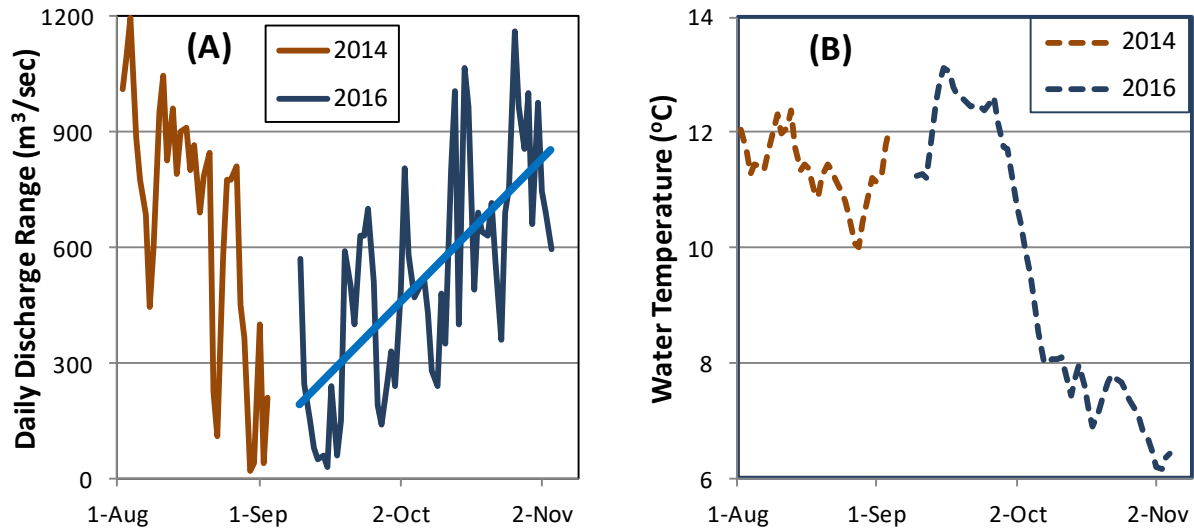 Daily Discharge Range (m³/sec)
1200
900
600
300
0
(A)
2014
2016
1-Aug
1-Sep
2-Oct
2-Nov
Water Temperature (ºC)
14
12
10
8
6
(B)
2014
2016
1-Aug
1-Sep
2-Oct
2-Nov